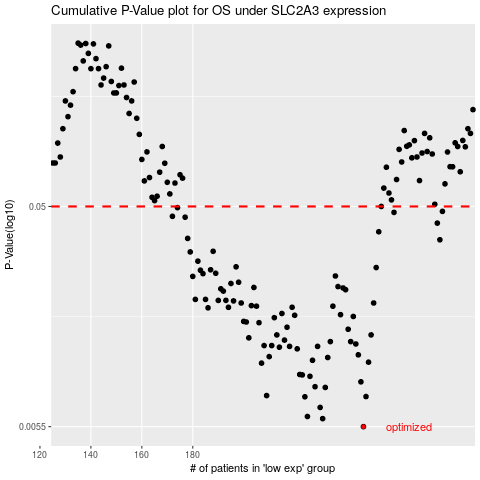 Cumulative P-Value plot for OS under SLC2A3 expression
P-Value(log10)
0.05
0.0055
optimized
120 140 160 180
# of patients in 'low exp' group